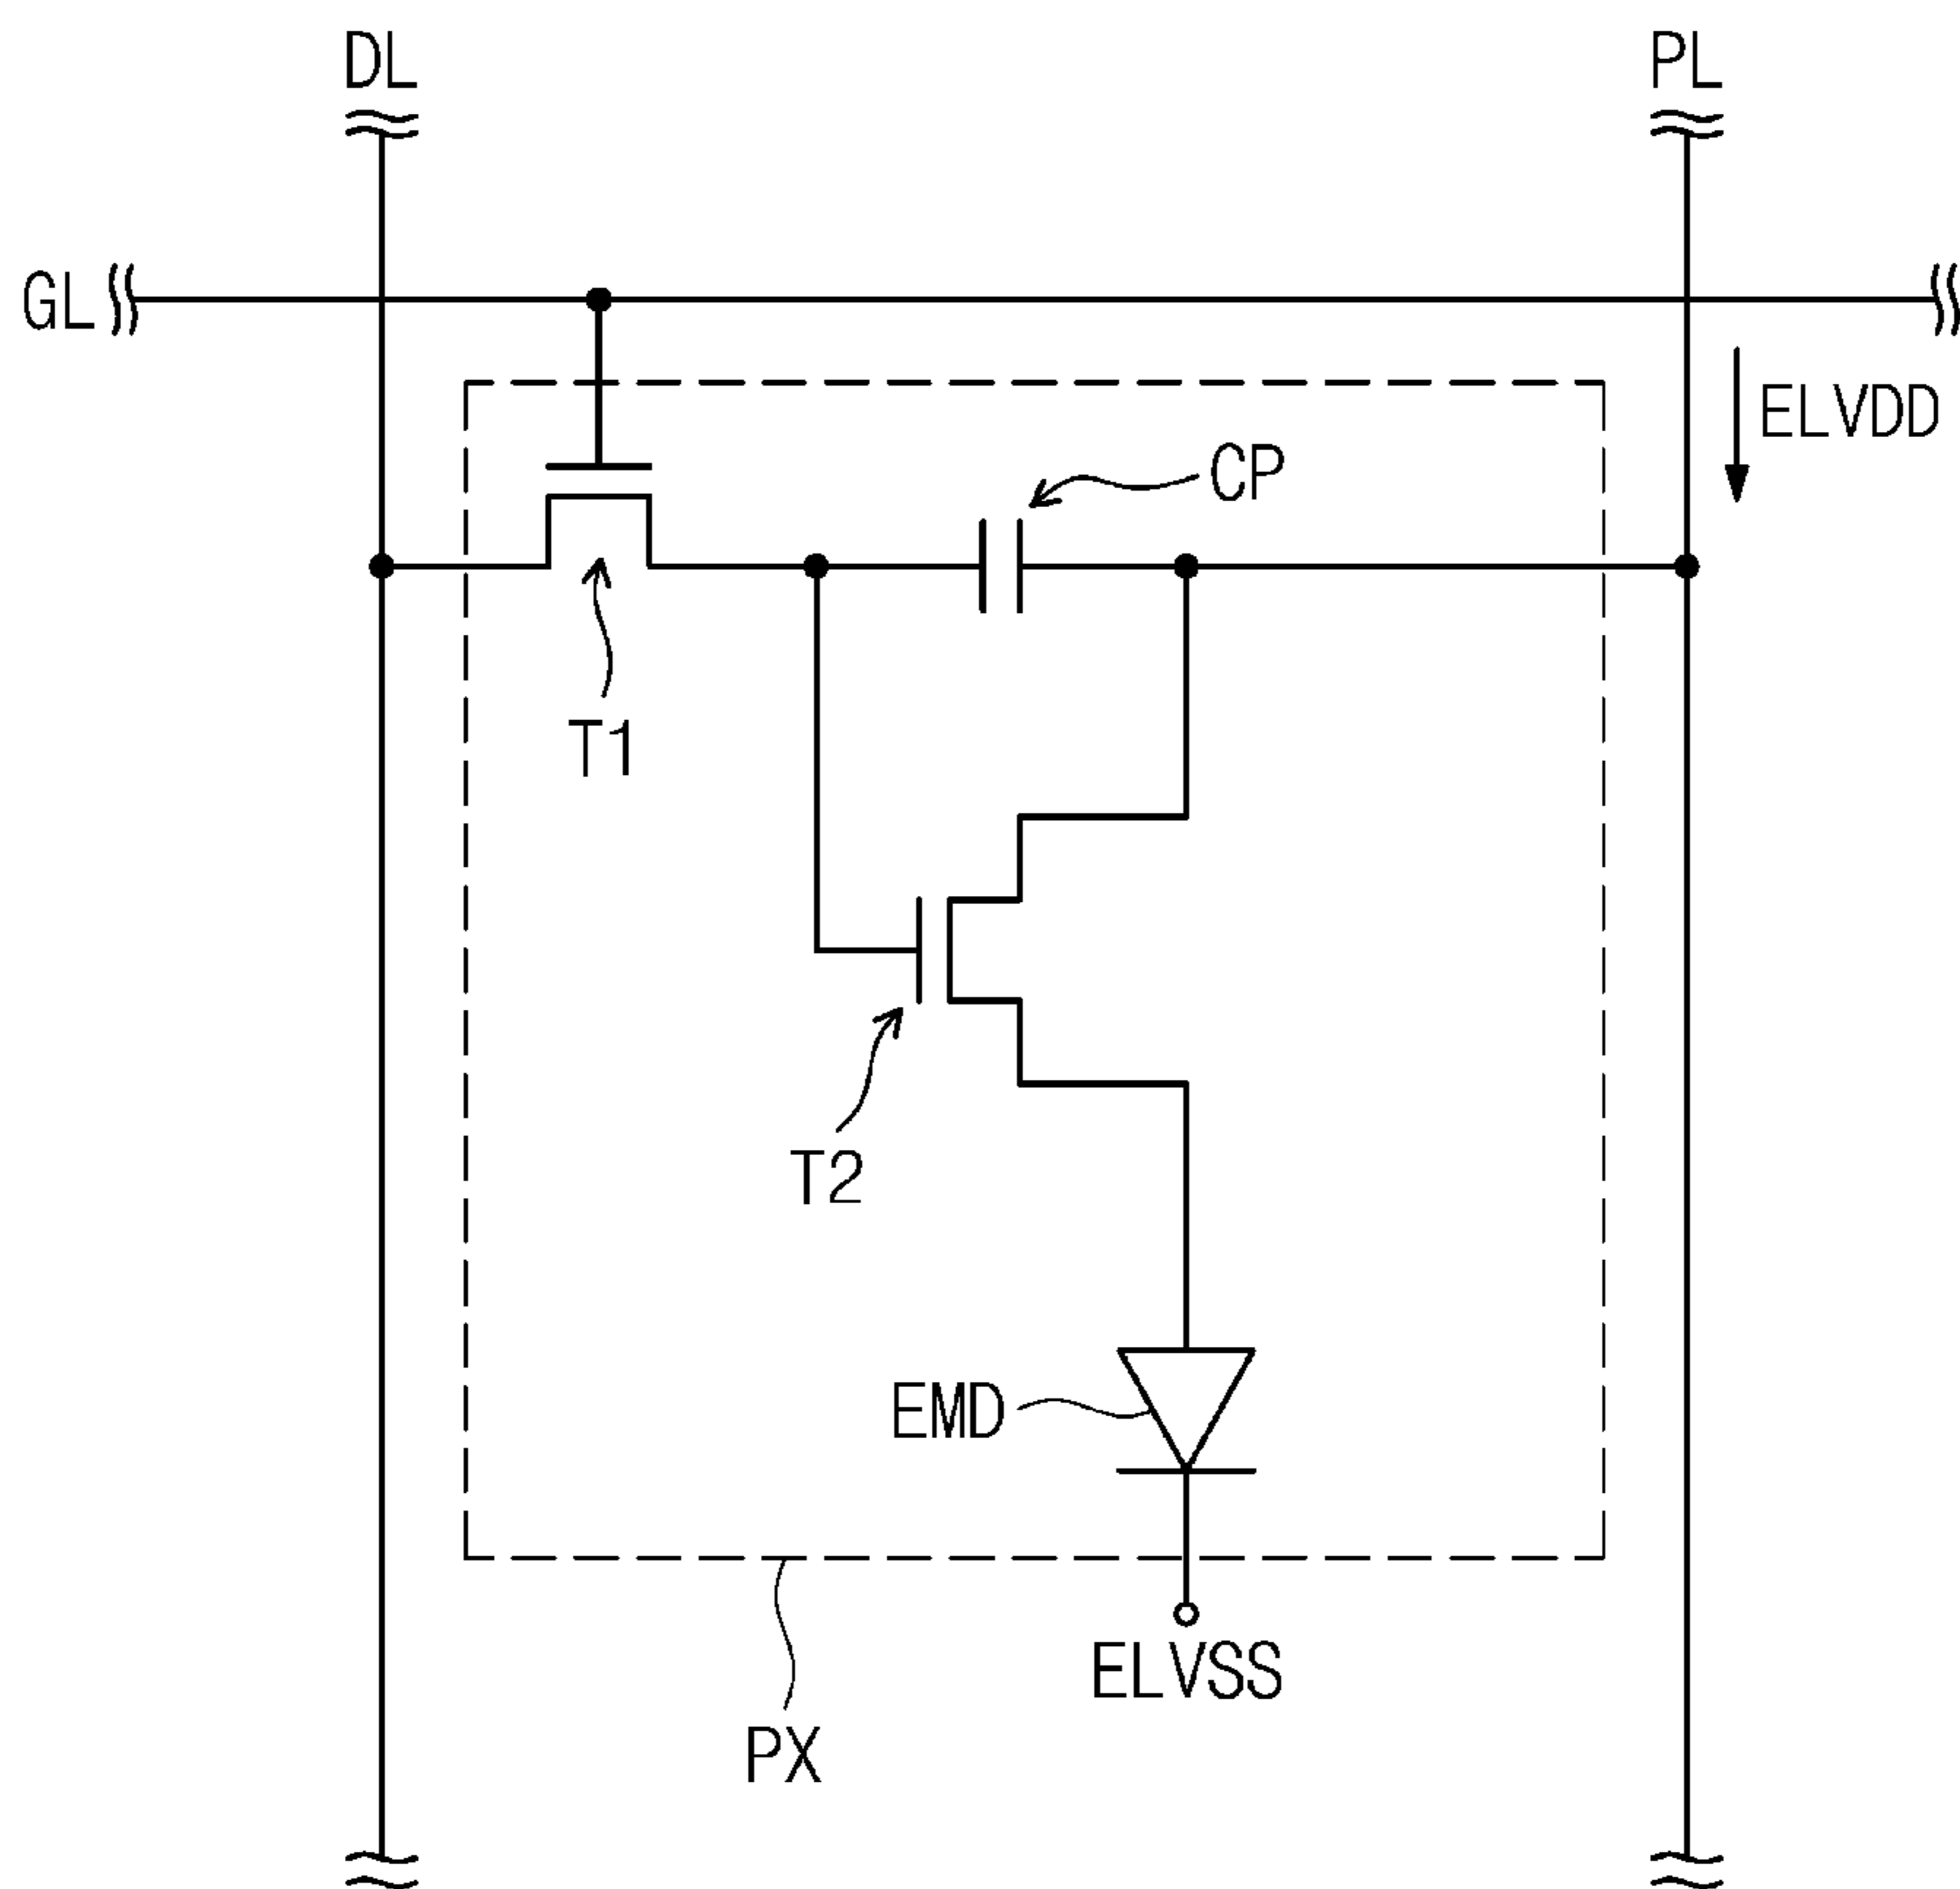 DL
PL
GL
ELVDD
CP
T1
T2
EMD
ELVSS
PX